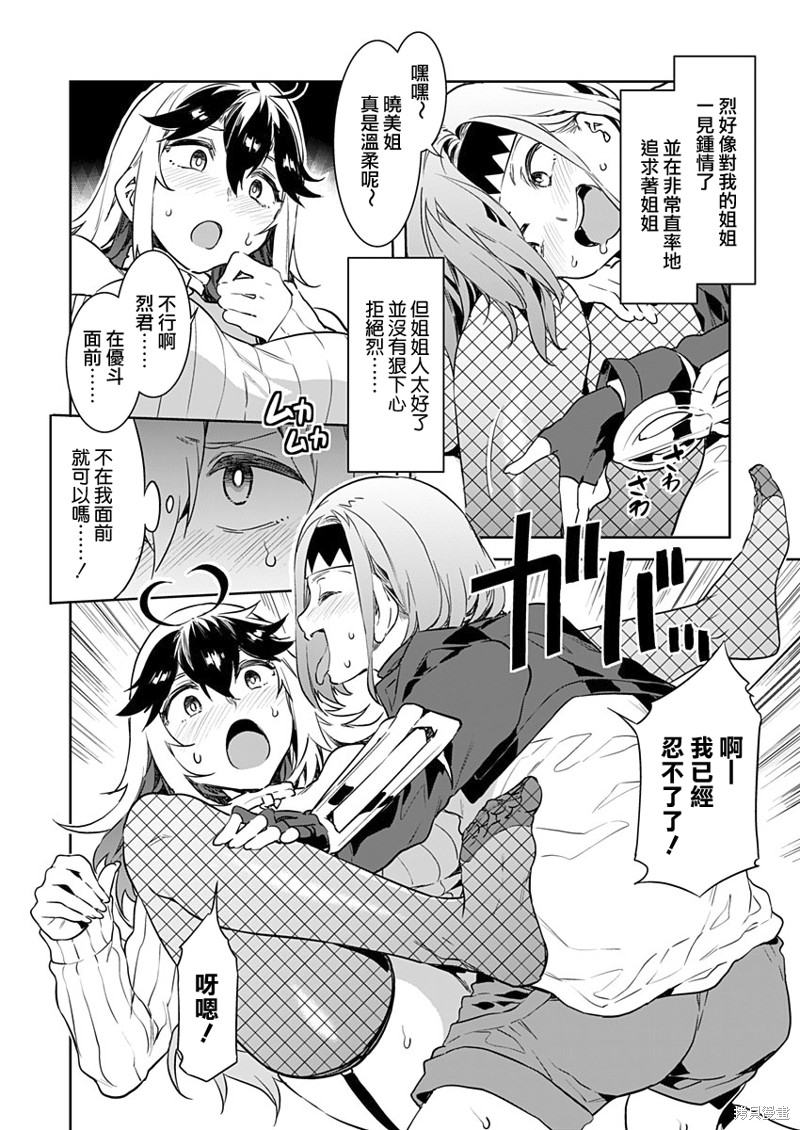 烈好像對我的姐姐
一見鍾情了
並在非常直率地
追求著姐姐
嘿嘿～
曉美姐
真是溫柔呢～
さわ
さわ
但姐姐人太好了
並沒有狠下心
拒絕烈……
不行啊
烈君……
在優斗
面前……
ムカ
ムカ
不在我面前
就可以嗎……
ガバッ
啊—
我已經
忍不了了！
呀嗯！
拷貝漫畫